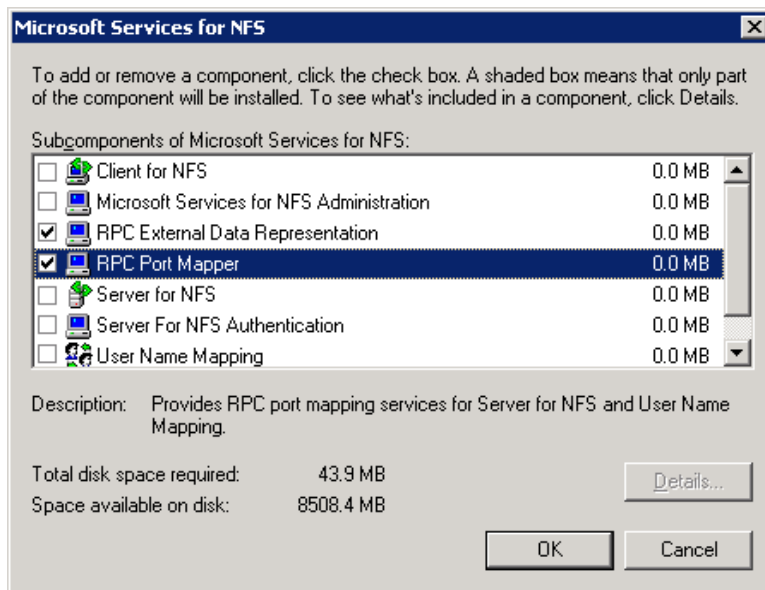 Microsoft Services for NFS
To add or remove a component, click the check box. A shaded box means that only part
of the component will be installed. To see what's included in a component, click Details.
Subcomponents of Microsoft Services for NFS:
Client for NFS 0.0 MB
Microsoft Services for NFS Administration 0.0 MB
RPC External Data Representation 0.0 MB
RPC Port Mapper 0.0 MB
Server for NFS 0.0 MB
Server For NFS Authentication 0.0 MB
User Name Mapping 0.0 MB
Description: Provides RPC port mapping services for Server for NFS and User Name
Mapping.
Total disk space required: 43.9 MB
Space available on disk: 8508.4 MB
Details...
OK Cancel